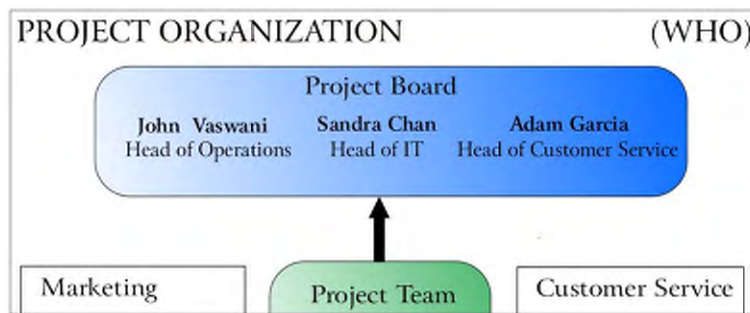 PROJECT ORGANIZATION (WHO)
Project Board
John Vaswani Sandra Chan Adam Garcia
Head of Operations Head of IT Head of Customer Service
Marketing Project Team Customer Service